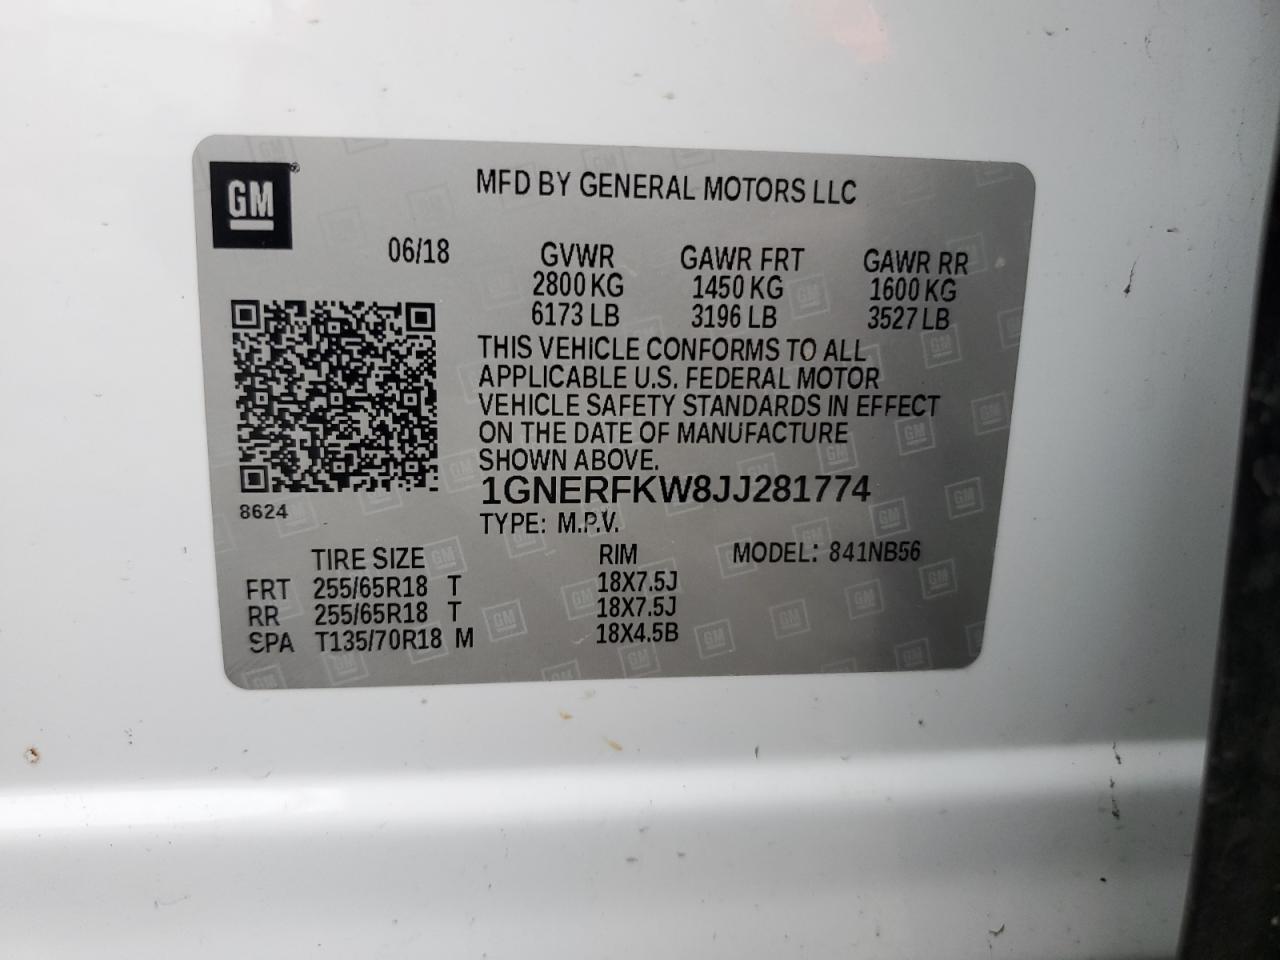 GM
MFD BY GENERAL MOTORS LLC
06/18 GVWR GAWR FRT GAWR RR
2800 KG 1450 KG 1600 KG
6173 LB 3196 LB 3527 LB
THIS VEHICLE CONFORMS TO ALL
APPLICABLE U.S. FEDERAL MOTOR
VEHICLE SAFETY STANDARDS IN EFFECT
ON THE DATE OF MANUFACTURE
SHOWN ABOVE.
1GNERFKW8JJ281774
8624
TYPE: M.P.V.
TIRE SIZE RIM MODEL: 841NB56
FRT 255/65R18 T 18X7.5J
RR 255/65R18 T 18X7.5J
SPA T135/70R18 M 18X4.5B